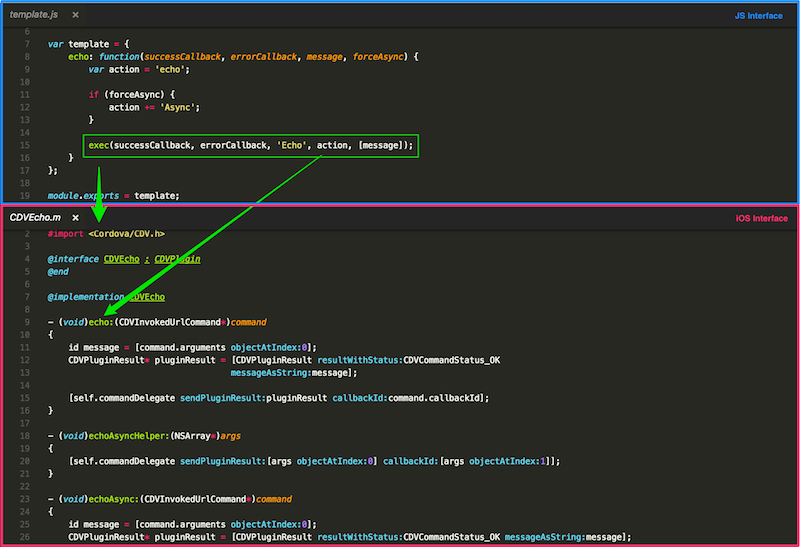 template.js ×
JS Interface
6
7 var template = {
8 echo: function(successCallback, errorCallback, message, forceAsync) {
9 var action = 'echo';
10
11 if (forceAsync) {
12 action += 'Async';
13 }
14
15 exec(successCallback, errorCallback, 'Echo', action, [message]);
16 }
17 };
18
19 module.exports = template;
CDVEcho.m ×
iOS Interface
2 #import <Cordova/CDV.h>
3
4 @interface CDVEcho : CDVPlugin
5 @end
6
7 @implementation CDVEcho
8
9 - (void)echo:(CDVInvokedUrlCommand*)command
10 {
11 id message = [command.arguments objectAtIndex:0];
12 CDVPluginResult* pluginResult = [CDVPluginResult resultWithStatus:CDVCommandStatus_OK
13 messageAsString:message];
14
15 [self.commandDelegate sendPluginResult:pluginResult callbackId:command.callbackId];
16 }
17
18 - (void)echoAsyncHelper:(NSArray*)args
19 {
20 [self.commandDelegate sendPluginResult:[args objectAtIndex:0] callbackId:[args objectAtIndex:1]];
21 }
22
23 - (void)echoAsync:(CDVInvokedUrlCommand*)command
24 {
25 id message = [command.arguments objectAtIndex:0];
26 CDVPluginResult* pluginResult = [CDVPluginResult resultWithStatus:CDVCommandStatus_OK messageAsString:message];